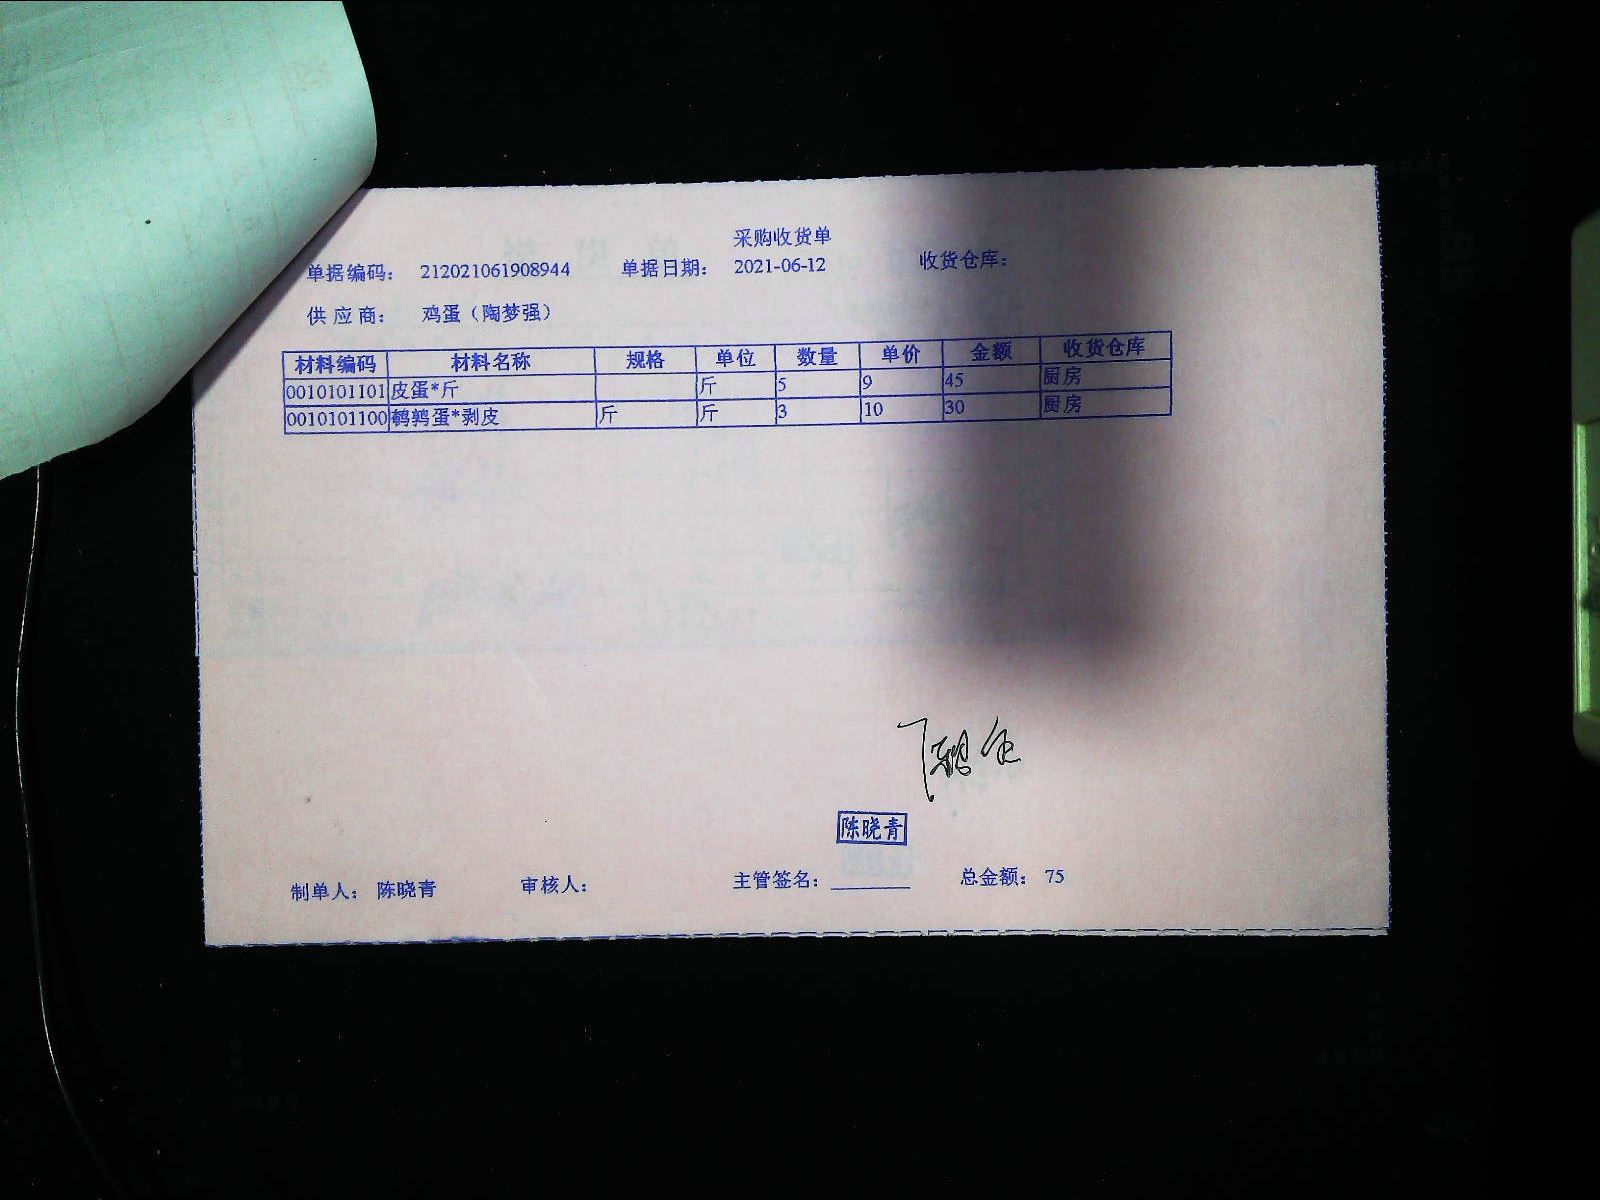 采购收货单
单据编码： 212021061908944 单据日期： 2021-06-12 收货仓库：
供 应 商： 鸡蛋（陶梦强）
材料编码 材料名称 规格 单位 数量 单价 金额 收货仓库
0010101101 皮蛋*斤 斤 5 9 45 厨房
0010101100 鹌鹑蛋*剥皮 斤 斤 3 10 30 厨房
陈晓青
制单人： 陈晓青 审核人： 主管签名：________ 总金额： 75